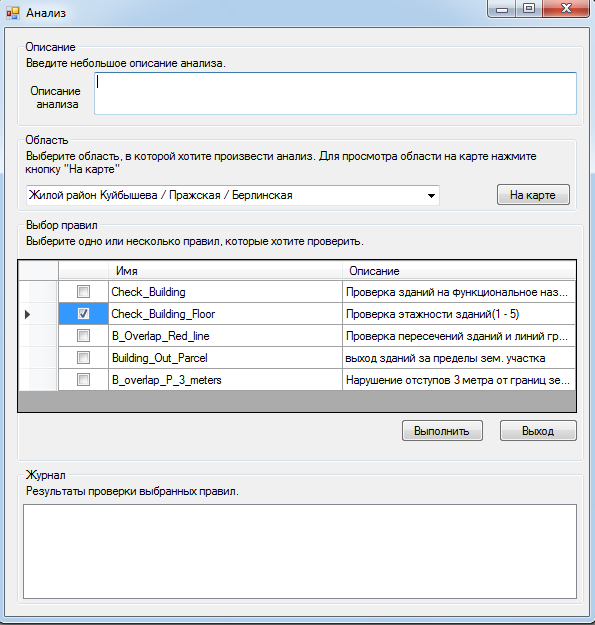 Анализ
Описание
Введите небольшое описание анализа.
Описание
анализа
Область
Выберите область, в которой хотите произвести анализ. Для просмотра области на карте нажмите
кнопку "На карте"
Жилой район Куйбышева / Пражская / Берлинская
На карте
Выбор правил
Выберите одно или несколько правил, которые хотите проверить.
Имя Описание
Check_Building Проверка зданий на функциональное наз...
Check_Building_Floor Проверка этажности зданий(1 - 5)
B_Overlap_Red_line Проверка пересечений зданий и линий гр...
Building_Out_Parcel выход зданий за пределы зем. участка
B_overlap_P_3_meters Нарушение отступов 3 метра от границ зе...
Выполнить Выход
Журнал
Результаты проверки выбранных правил.